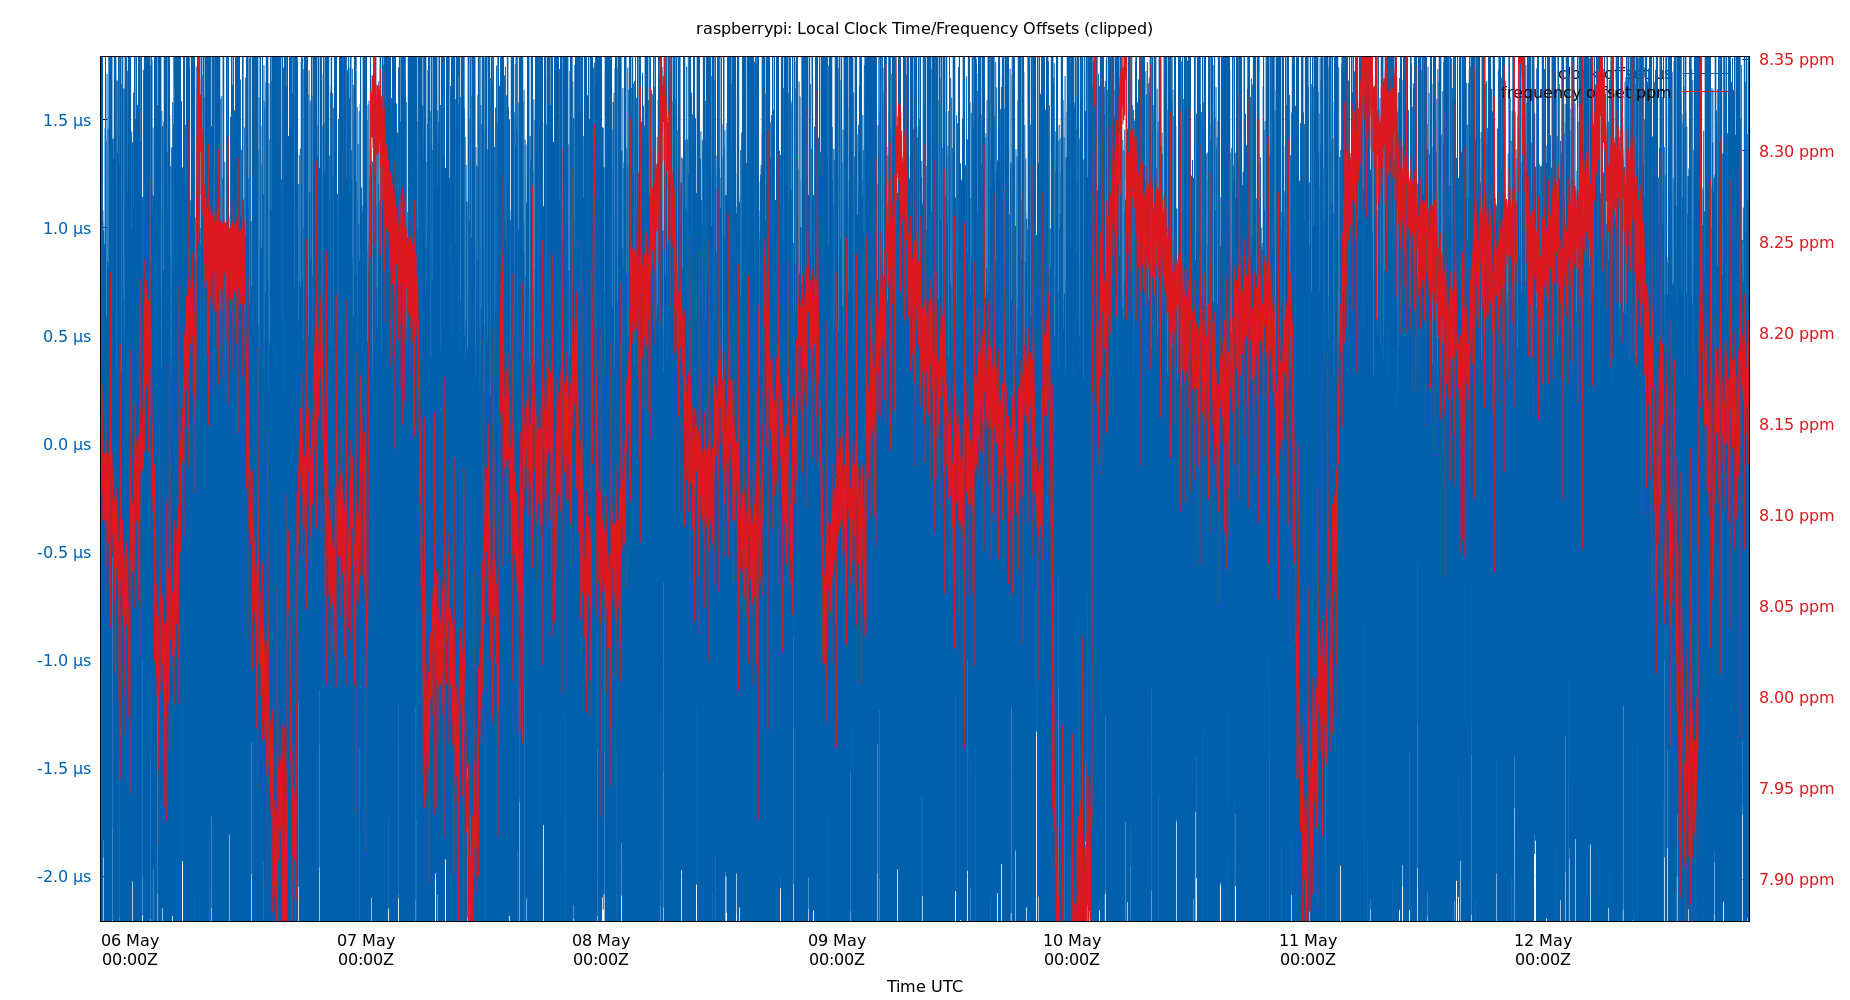 raspberrypi: Local Clock Time/Frequency Offsets (clipped)
clock offset µs
frequency offset ppm
1.5 µs
1.0 µs
0.5 µs
0.0 µs
-0.5 µs
-1.0 µs
-1.5 µs
-2.0 µs
8.35 ppm
8.30 ppm
8.25 ppm
8.20 ppm
8.15 ppm
8.10 ppm
8.05 ppm
8.00 ppm
7.95 ppm
7.90 ppm
06 May
00:00Z
07 May
00:00Z
08 May
00:00Z
09 May
00:00Z
10 May
00:00Z
11 May
00:00Z
12 May
00:00Z
Time UTC